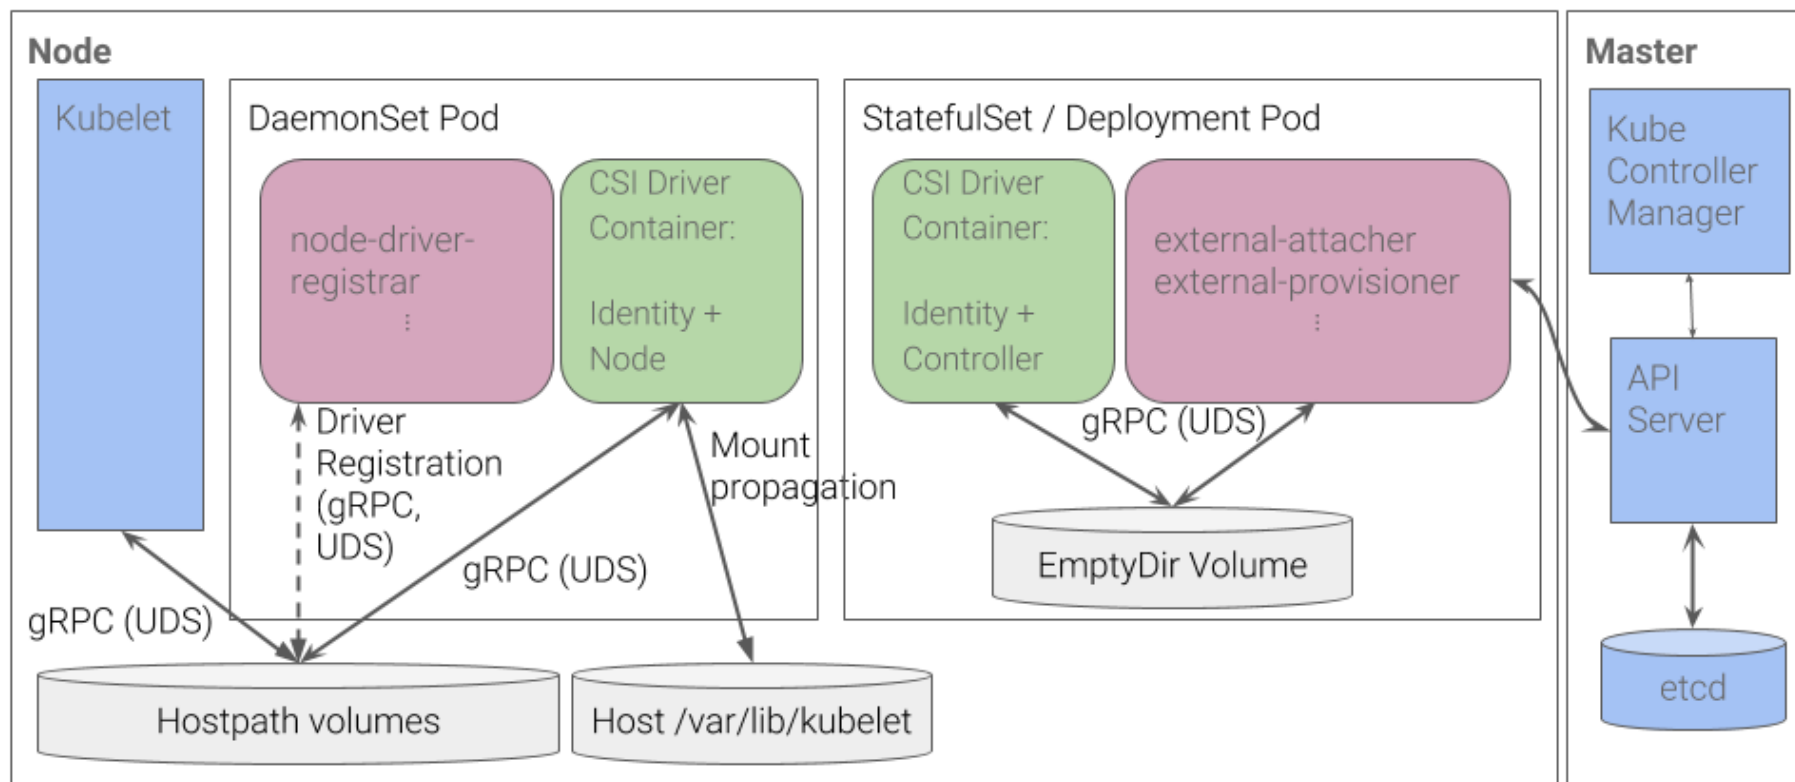 Node
Kubelet
DaemonSet Pod
node-driver-
registrar
⋮
CSI Driver
Container:
Identity +
Node
Driver
Registration
(gRPC,
UDS)
Mount
propagation
gRPC (UDS)
gRPC (UDS)
Hostpath volumes
Host /var/lib/kubelet
StatefulSet / Deployment Pod
CSI Driver
Container:
Identity +
Controller
external-attacher
external-provisioner
⋮
gRPC (UDS)
EmptyDir Volume
Master
Kube
Controller
Manager
API
Server
etcd